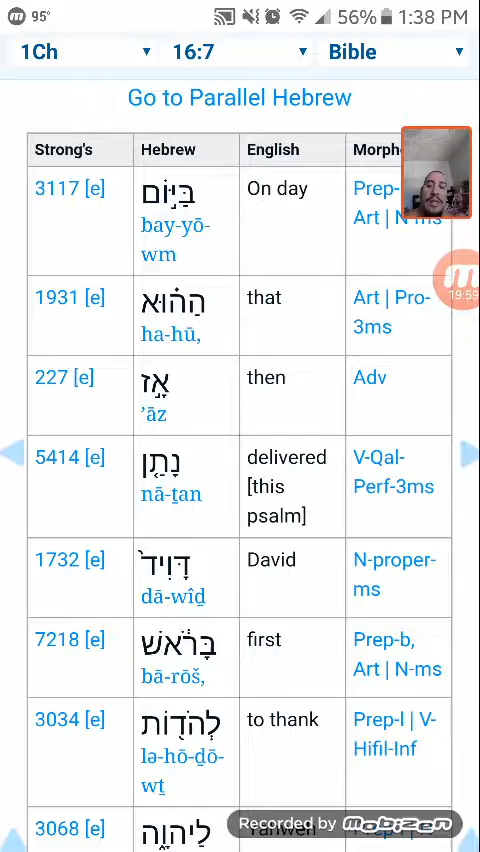 95°
56%
1:38 PM
1Ch
16:7
Bible
Go to Parallel Hebrew
Strong's
Hebrew
English
3117 [e]
בַּיּ֣וֹם
bay-yō-
wm
On day
Prep-
Art | N-ms
1931 [e]
הַה֗וּא
ha-hū,
that
Art | Pro-
3ms
227 [e]
אָ֣ז
’āz
then
Adv
5414 [e]
נָתַ֤ן
nā-ṯan
delivered
[this
psalm]
V-Qal-
Perf-3ms
1732 [e]
דָּוִיד֙
dā-wîḏ
David
N-proper-
ms
7218 [e]
בָּרֹ֔אשׁ
bā-rōš,
first
Prep-b,
Art | N-ms
3034 [e]
לְהֹד֖וֹת
lə-hō-ḏō-
wṯ
to thank
Prep-l | V-
Hifil-Inf
3068 [e]
לַיהוָ֑ה
19:59
Recorded by
mobizen